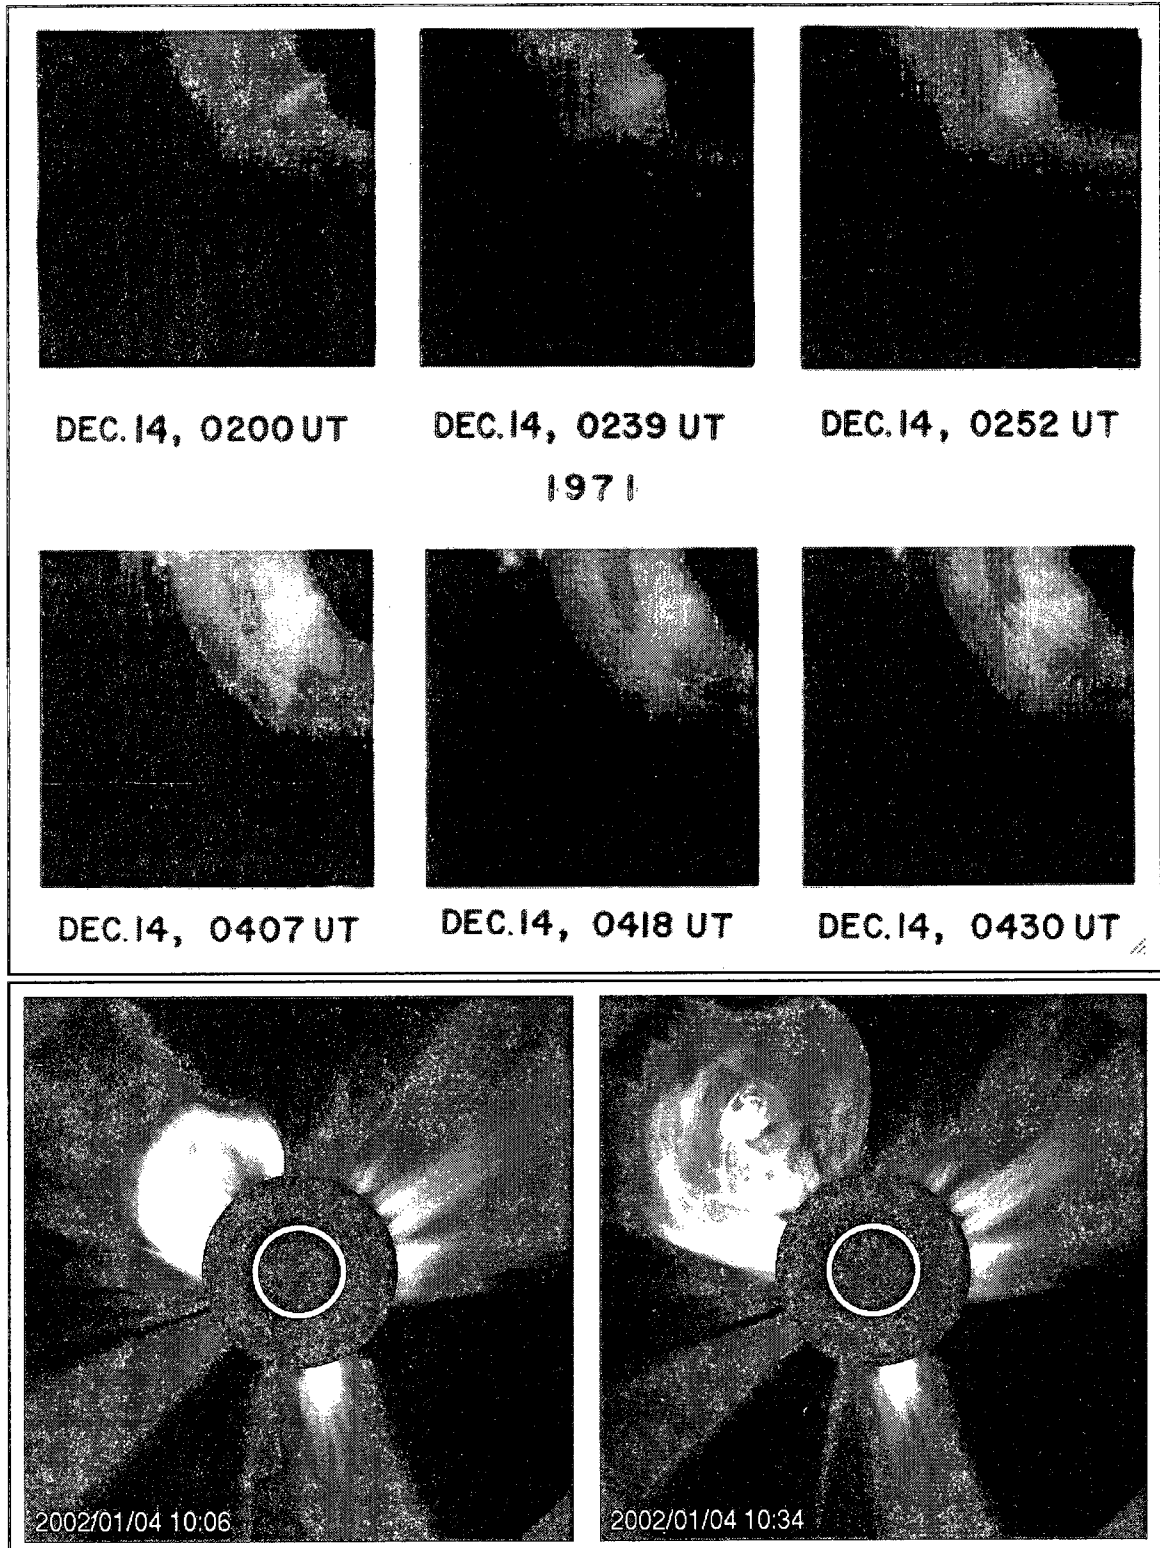 DEC.14, 0200 UT DEC.14, 0239 UT DEC.14, 0252 UT
1971
DEC.14, 0407 UT DEC.14, 0418 UT DEC.14, 0430 UT
2002/01/04 10:06 2002/01/04 10:34